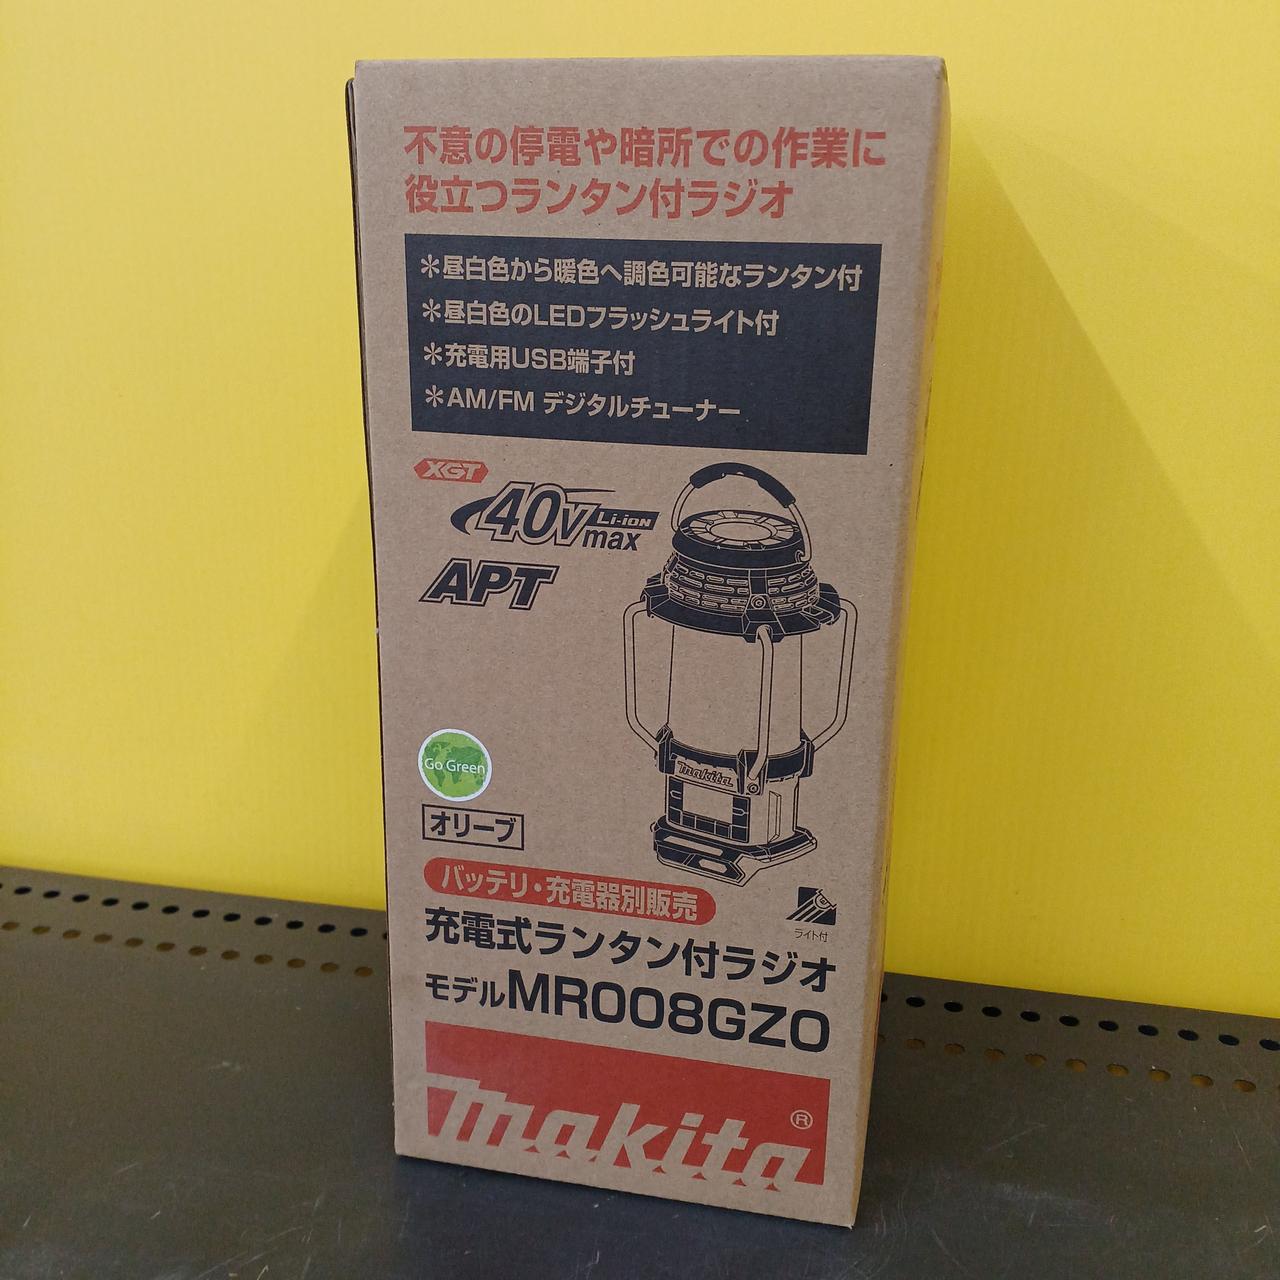 不意の停電や暗所での作業に
役立つランタン付ラジオ
＊昼白色から暖色へ調色可能なランタン付
＊昼白色のLEDフラッシュライト付
＊充電用USB端子付
＊AM/FM デジタルチューナー
XGT
40Vmax Li-ion
APT
makita
Go Green
オリーブ
バッテリ・充電器別販売
ライト付
充電式ランタン付ラジオ
モデルMR008GZO
makita®